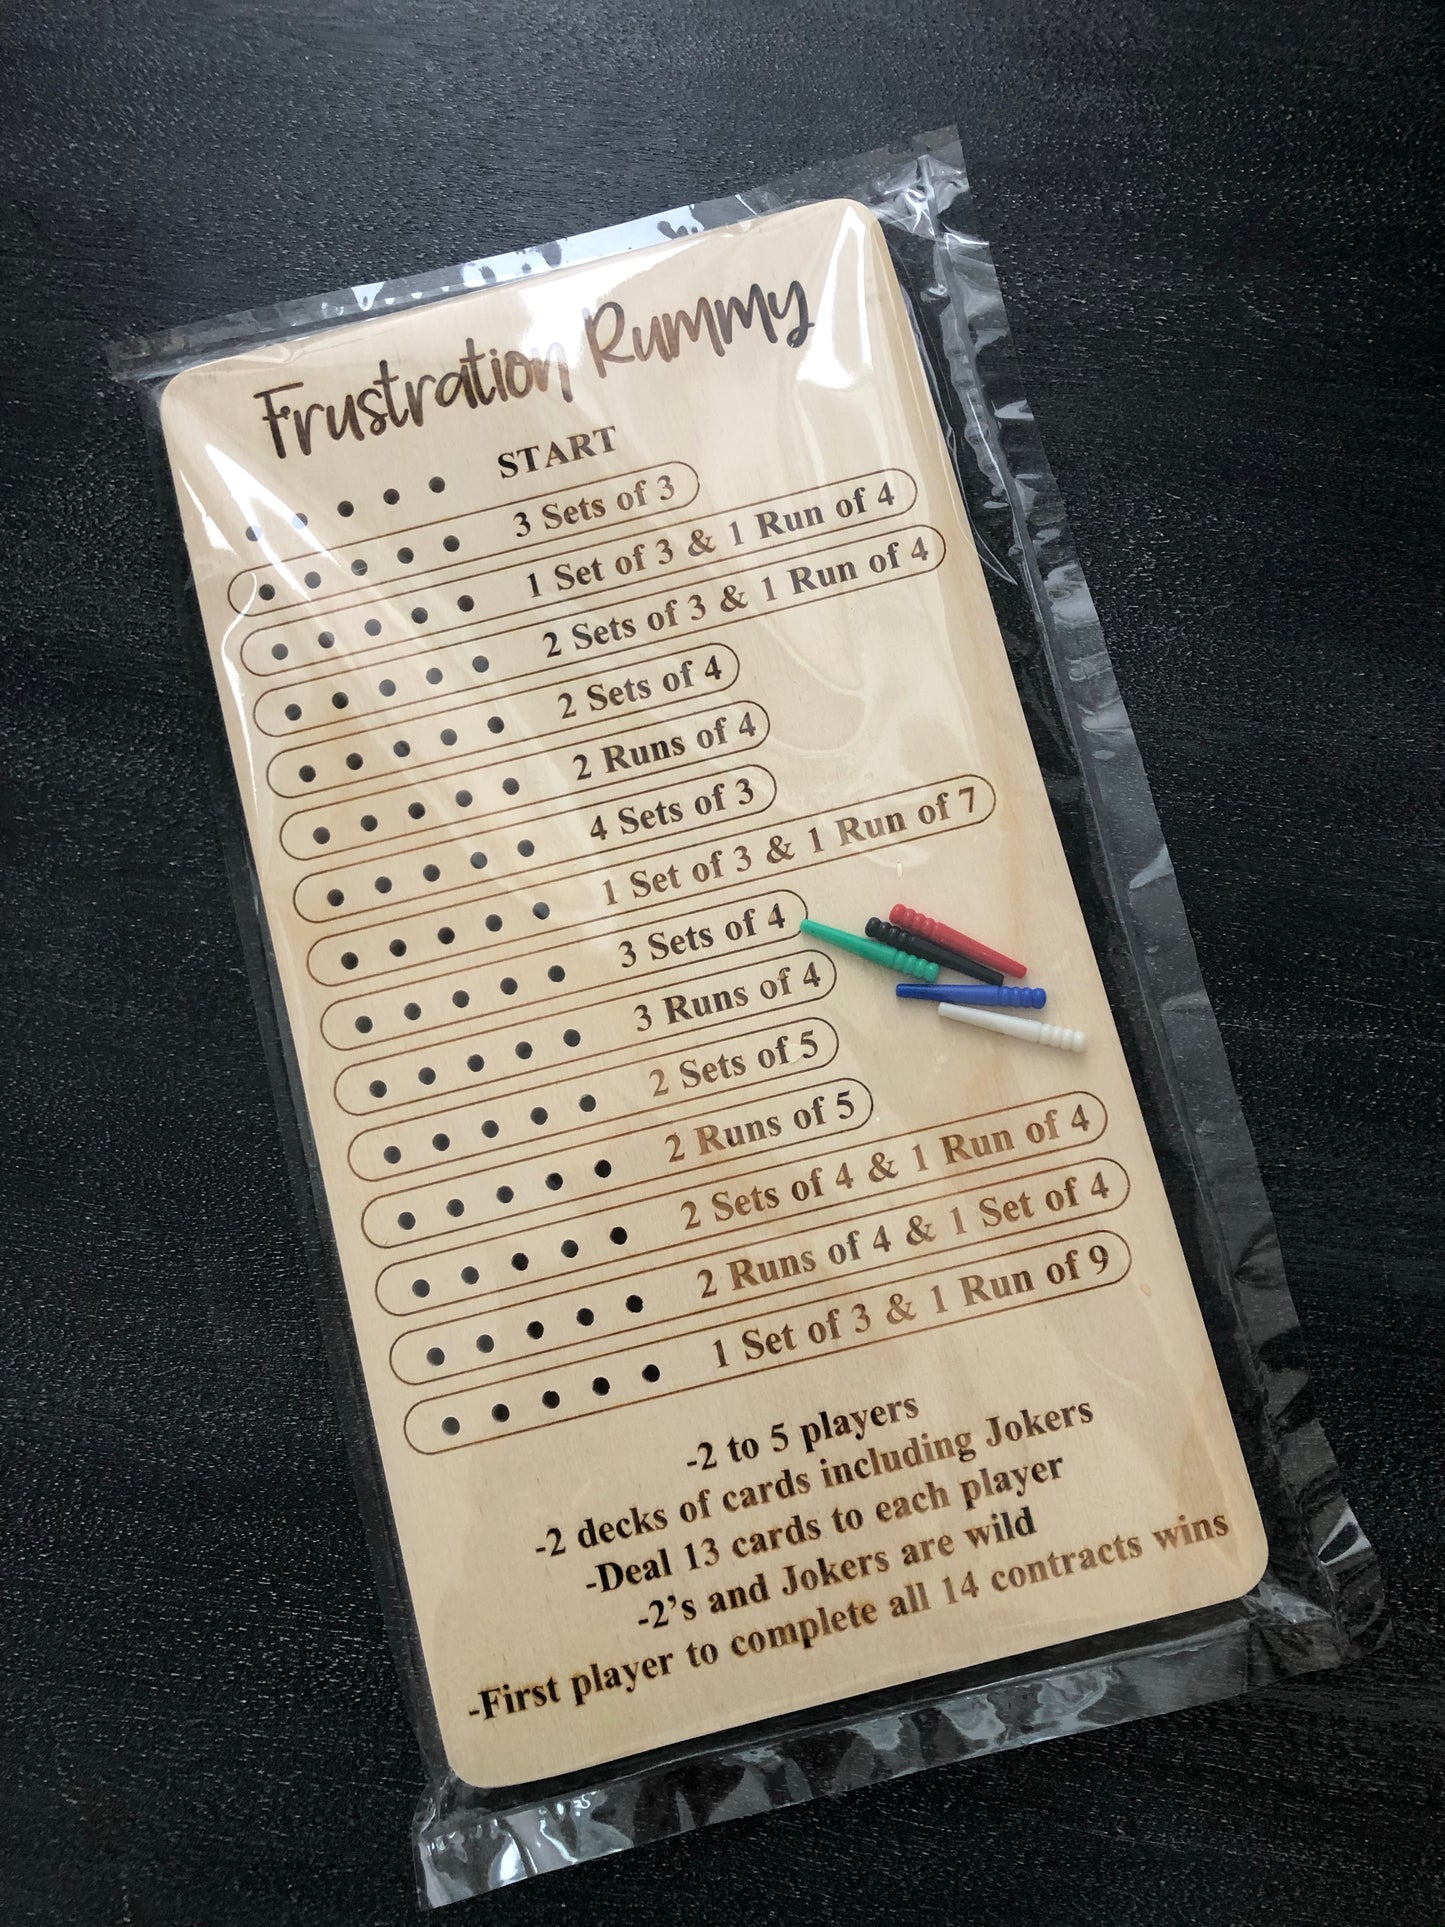 Frustration Rummy
START
3 Sets of 3
1 Set of 3 & 1 Run of 4
2 Sets of 3 & 1 Run of 4
2 Sets of 4
2 Runs of 4
4 Sets of 3
1 Set of 3 & 1 Run of 7
3 Sets of 4
3 Runs of 4
2 Sets of 5
2 Runs of 5
2 Sets of 4 & 1 Run of 4
2 Runs of 4 & 1 Set of 4
1 Set of 3 & 1 Run of 9
-2 to 5 players
-2 decks of cards including Jokers
-Deal 13 cards to each player
-2’s and Jokers are wild
-First player to complete all 14 contracts wins